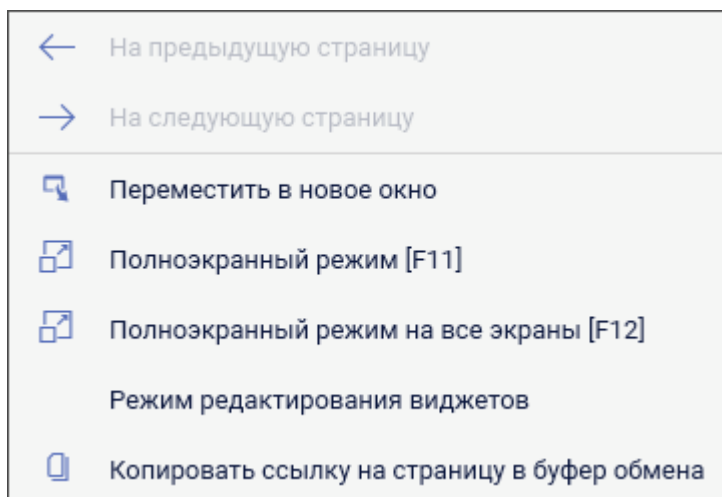 На предыдущую страницу
На следующую страницу
Переместить в новое окно
Полноэкранный режим [F11]
Полноэкранный режим на все экраны [F12]
Режим редактирования виджетов
Копировать ссылку на страницу в буфер обмена